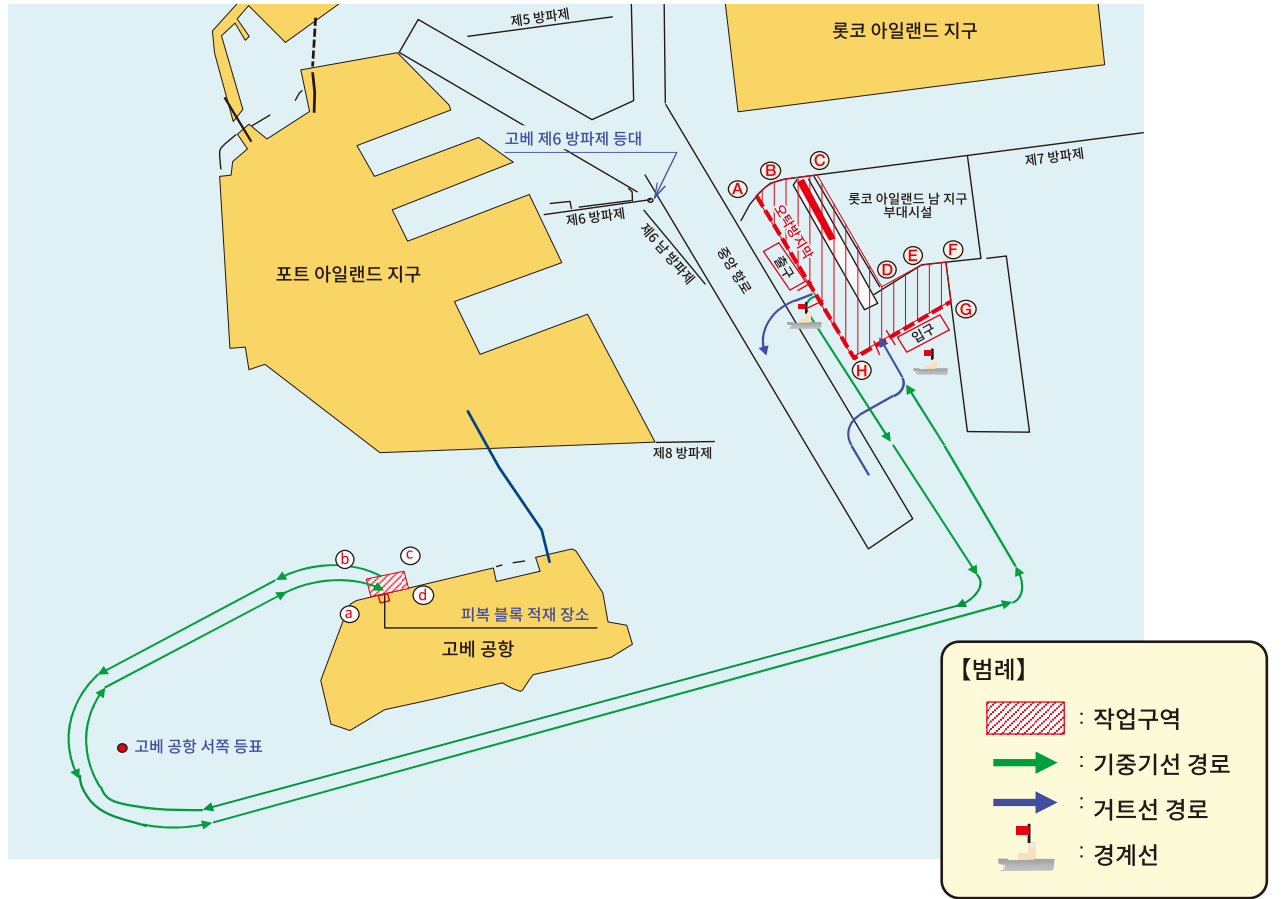 제5 방파제
롯코 아일랜드 지구
고베 제6 방파제 등대
제7 방파제
A
B
C
롯코 아일랜드 남 지구
부대시설
제6 방파제
제6 남 방파제
중앙 항로
오탁방지막
출구
D
E
F
G
입구
H
포트 아일랜드 지구
제8 방파제
b
c
a
d
피복 블록 적재 장소
고베 공항
고베 공항 서쪽 등표
【범례】
: 작업구역
: 기중기선 경로
: 거트선 경로
: 경계선